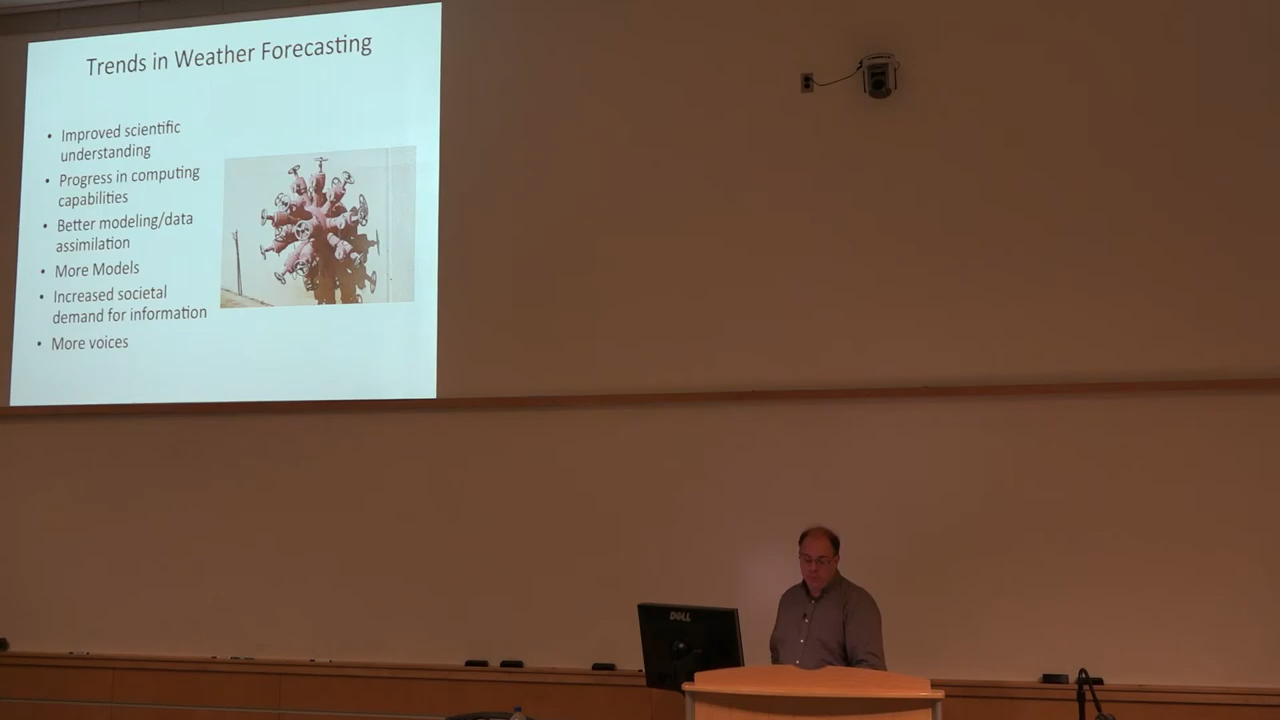 Trends in Weather Forecasting
• Improved scientific
understanding
• Progress in computing
capabilities
• Better modeling/data
assimilation
• More Models
• Increased societal
demand for information
• More voices
DELL